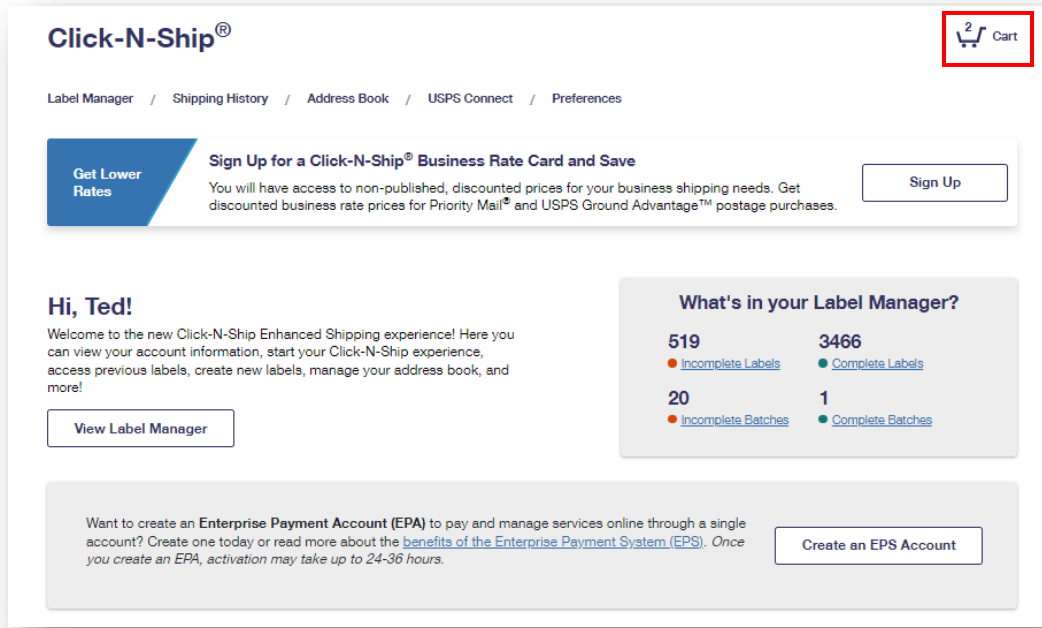 Click-N-Ship®
2
Cart
Label Manager / Shipping History / Address Book / USPS Connect / Preferences
Get Lower
Rates
Sign Up for a Click-N-Ship® Business Rate Card and Save
You will have access to non-published, discounted prices for your business shipping needs. Get
discounted business rate prices for Priority Mail® and USPS Ground Advantage™ postage purchases.
Sign Up
Hi, Ted!
Welcome to the new Click-N-Ship Enhanced Shipping experience! Here you
can view your account information, start your Click-N-Ship experience,
access previous labels, create new labels, manage your address book, and
more!
View Label Manager
What's in your Label Manager?
519 3466
Incomplete Labels Complete Labels
20 1
Incomplete Batches Complete Batches
Want to create an Enterprise Payment Account (EPA) to pay and manage services online through a single
account? Create one today or read more about the benefits of the Enterprise Payment System (EPS). Once
you create an EPA, activation may take up to 24-36 hours.
Create an EPS Account